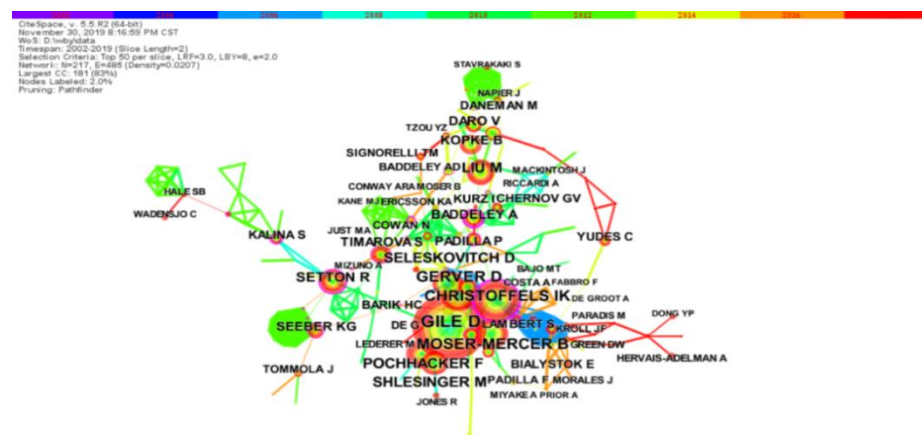 2004 2006 2008 2010 2012 2014 2016
CiteSpace, v. 5.5.R2 (64-bit)
November 30, 2019 8:16:59 PM CST
WoS: D:\wby\data
Timespan: 2002-2019 (Slice Length=2)
Selection Criteria: Top 50 per slice, LRF=3.0, LBY=8, e=2.0
Network: N=217, E=485 (Density=0.0207)
Largest CC: 181 (83%)
Nodes Labeled: 2.0%
Pruning: Pathfinder
STAVRAKAKI S
NAPIER J
DANEMAN M
DARO V
TZOU YZ
KOPKE B
SIGNORELLI TM
BADDELEY AD
LIU M
MACKINTOSH J
RICCARDI A
CONWAY ARA
MOSER B
HALE SB
KANE MJ
ERICSSON KA
KURZ I
CHERNOV GV
WADENSJO C
BADDELEY A
JUST MA
COWAN N
KALINA S
TIMAROVA S
PADILLA P
YUDES C
SELESKOVITCH D
MIZUNO A
BAJO MT
SETTON R
GERVER D
COSTA A
FABBRO F
CHRISTOFFELS IK
DE GROOT A
BARIK HC
PARADIS M
DONG YP
SEEBER KG
DE G
GILE D
LAMBERT S
KROLL JF
LEDERER M
MOSER-MERCER B
GREEN DW
HERVAIS-ADELMAN A
TOMMOLA J
POCHHACKER F
BIALYSTOK E
SHLESINGER M
PADILLA F
MORALES J
JONES R
MIYAKE A
PRIOR A